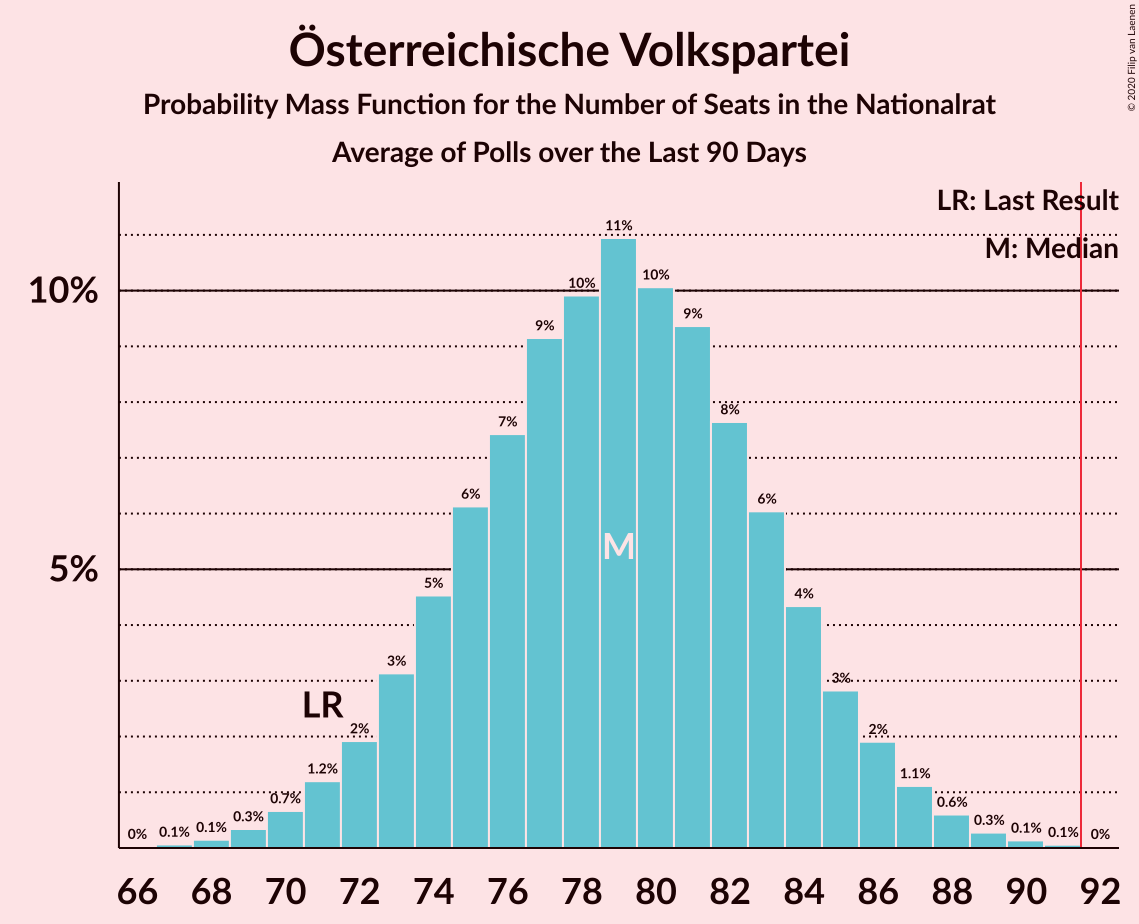 Österreichische Volkspartei
Probability Mass Function for the Number of Seats in the Nationalrat
Average of Polls over the Last 90 Days
© 2020 Filip van Laenen
LR: Last Result
M: Median
10%
5%
0% 0.1% 0.1% 0.3% 0.7% 1.2% 2% 3% 5% 6% 7% 9% 10% 11% 10% 9% 8% 6% 4% 3% 2% 1.1% 0.6% 0.3% 0.1% 0.1% 0%
LR
M
66 68 70 72 74 76 78 80 82 84 86 88 90 92